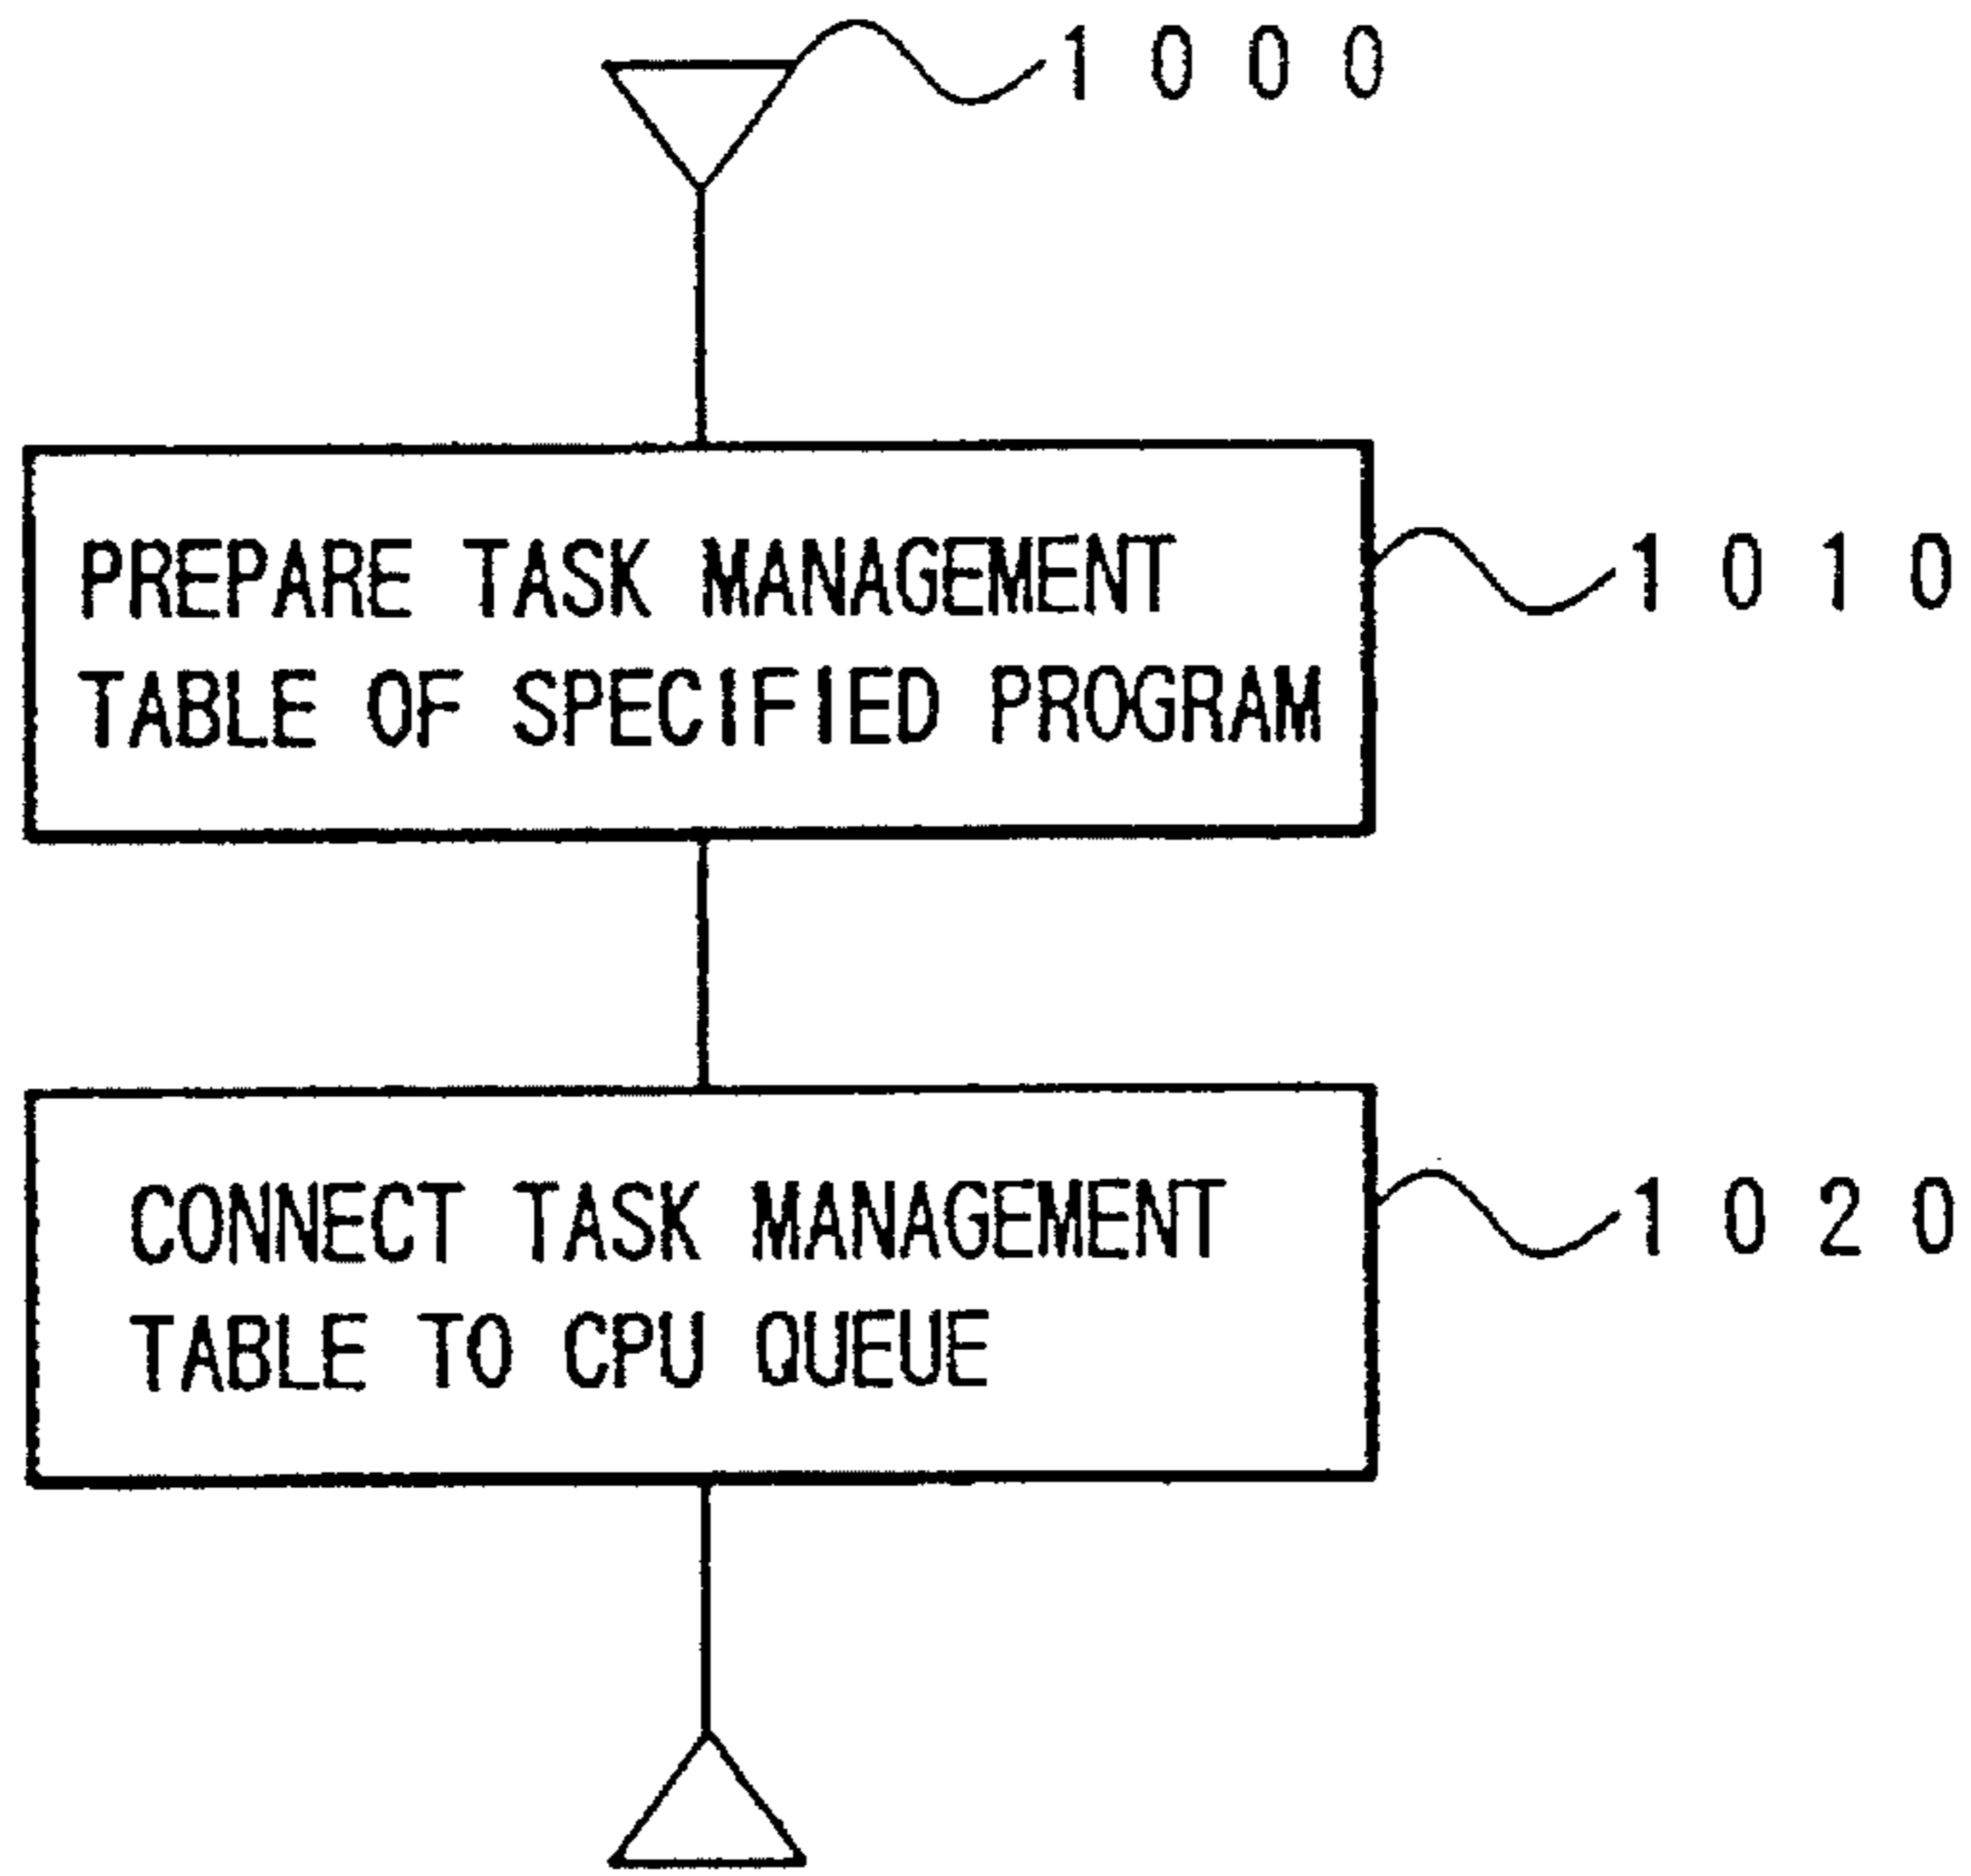 1000
PREPARE TASK MANAGEMENT
TABLE OF SPECIFIED PROGRAM
1010
CONNECT TASK MANAGEMENT
TABLE TO CPU QUEUE
1020